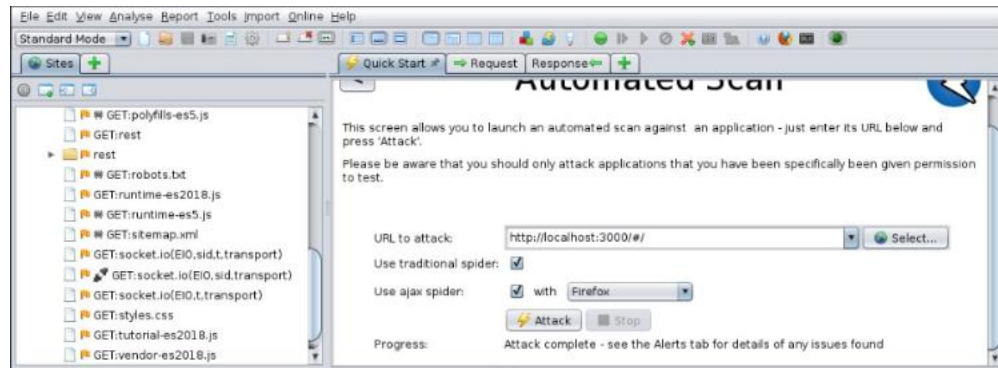 File Edit View Analyse Report Tools Import Online Help
Standard Mode
Sites
Quick Start Request Response
Automated Scan
GET:polyfills-es5.js
GET:rest
rest
GET:robots.txt
GET:runtime-es2018.js
GET:runtime-es5.js
GET:sitemap.xml
GET:socket.io(EIO,sid,t,transport)
GET:socket.io(EIO,sid,transport)
GET:socket.io(EIO,t,transport)
GET:styles.css
GET:tutorial-es2018.js
GET:vendor-es2018.js
This screen allows you to launch an automated scan against an application - just enter its URL below and
press 'Attack'.
Please be aware that you should only attack applications that you have been specifically been given permission
to test.
URL to attack: http://localhost:3000/#/ Select...
Use traditional spider:
Use ajax spider: with Firefox
Attack Stop
Progress: Attack complete - see the Alerts tab for details of any issues found